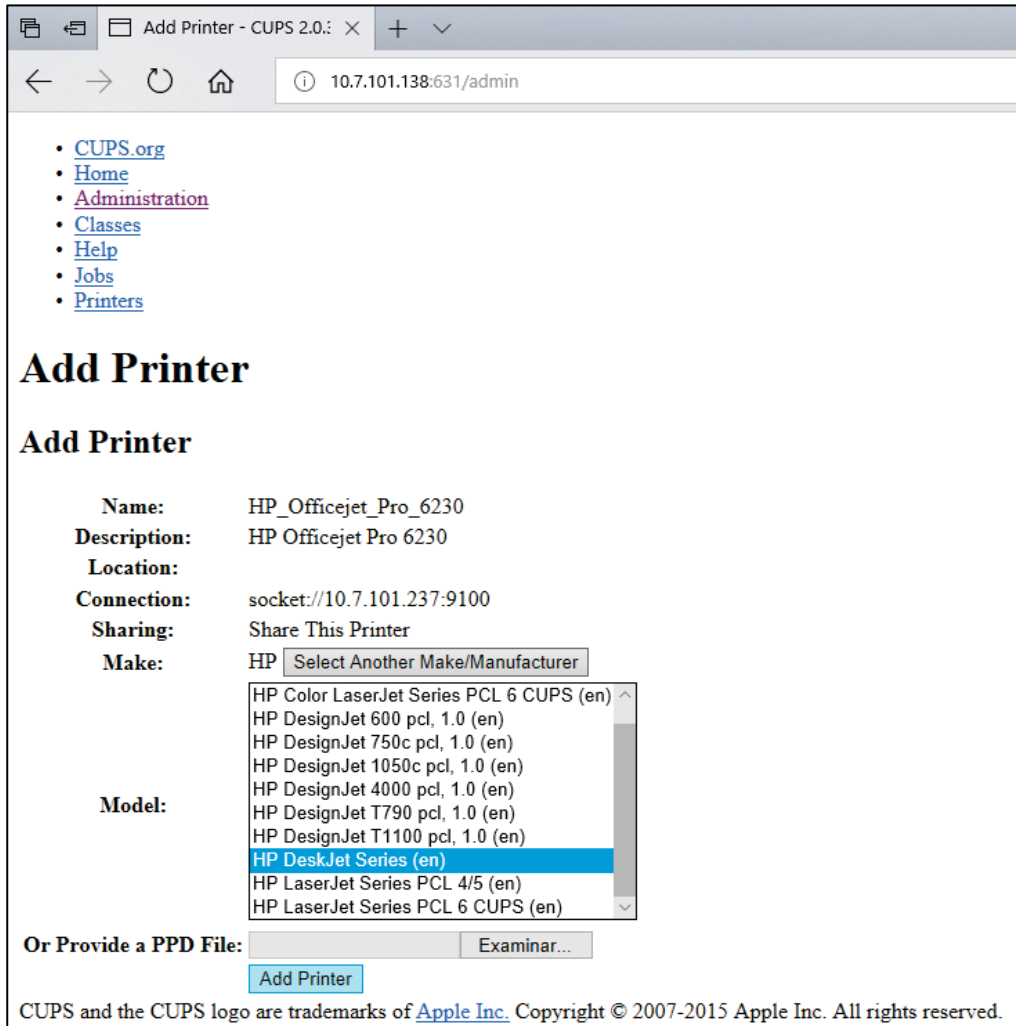 Add Printer - CUPS 2.0.3
10.7.101.138:631/admin
• CUPS.org
• Home
• Administration
• Classes
• Help
• Jobs
• Printers
Add Printer
Add Printer
Name: HP_Officejet_Pro_6230
Description: HP Officejet Pro 6230
Location:
Connection: socket://10.7.101.237:9100
Sharing: Share This Printer
Make: HP Select Another Make/Manufacturer
HP Color LaserJet Series PCL 6 CUPS (en)
HP DesignJet 600 pcl, 1.0 (en)
HP DesignJet 750c pcl, 1.0 (en)
HP DesignJet 1050c pcl, 1.0 (en)
HP DesignJet 4000 pcl, 1.0 (en)
Model:
HP DesignJet T790 pcl, 1.0 (en)
HP DesignJet T1100 pcl, 1.0 (en)
HP DeskJet Series (en)
HP LaserJet Series PCL 4/5 (en)
HP LaserJet Series PCL 6 CUPS (en)
Or Provide a PPD File: Examinar...
Add Printer
CUPS and the CUPS logo are trademarks of Apple Inc. Copyright © 2007-2015 Apple Inc. All rights reserved.